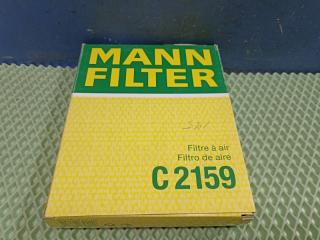 MANN
FILTER
Filtre à air
Filtro de aire
C 2159